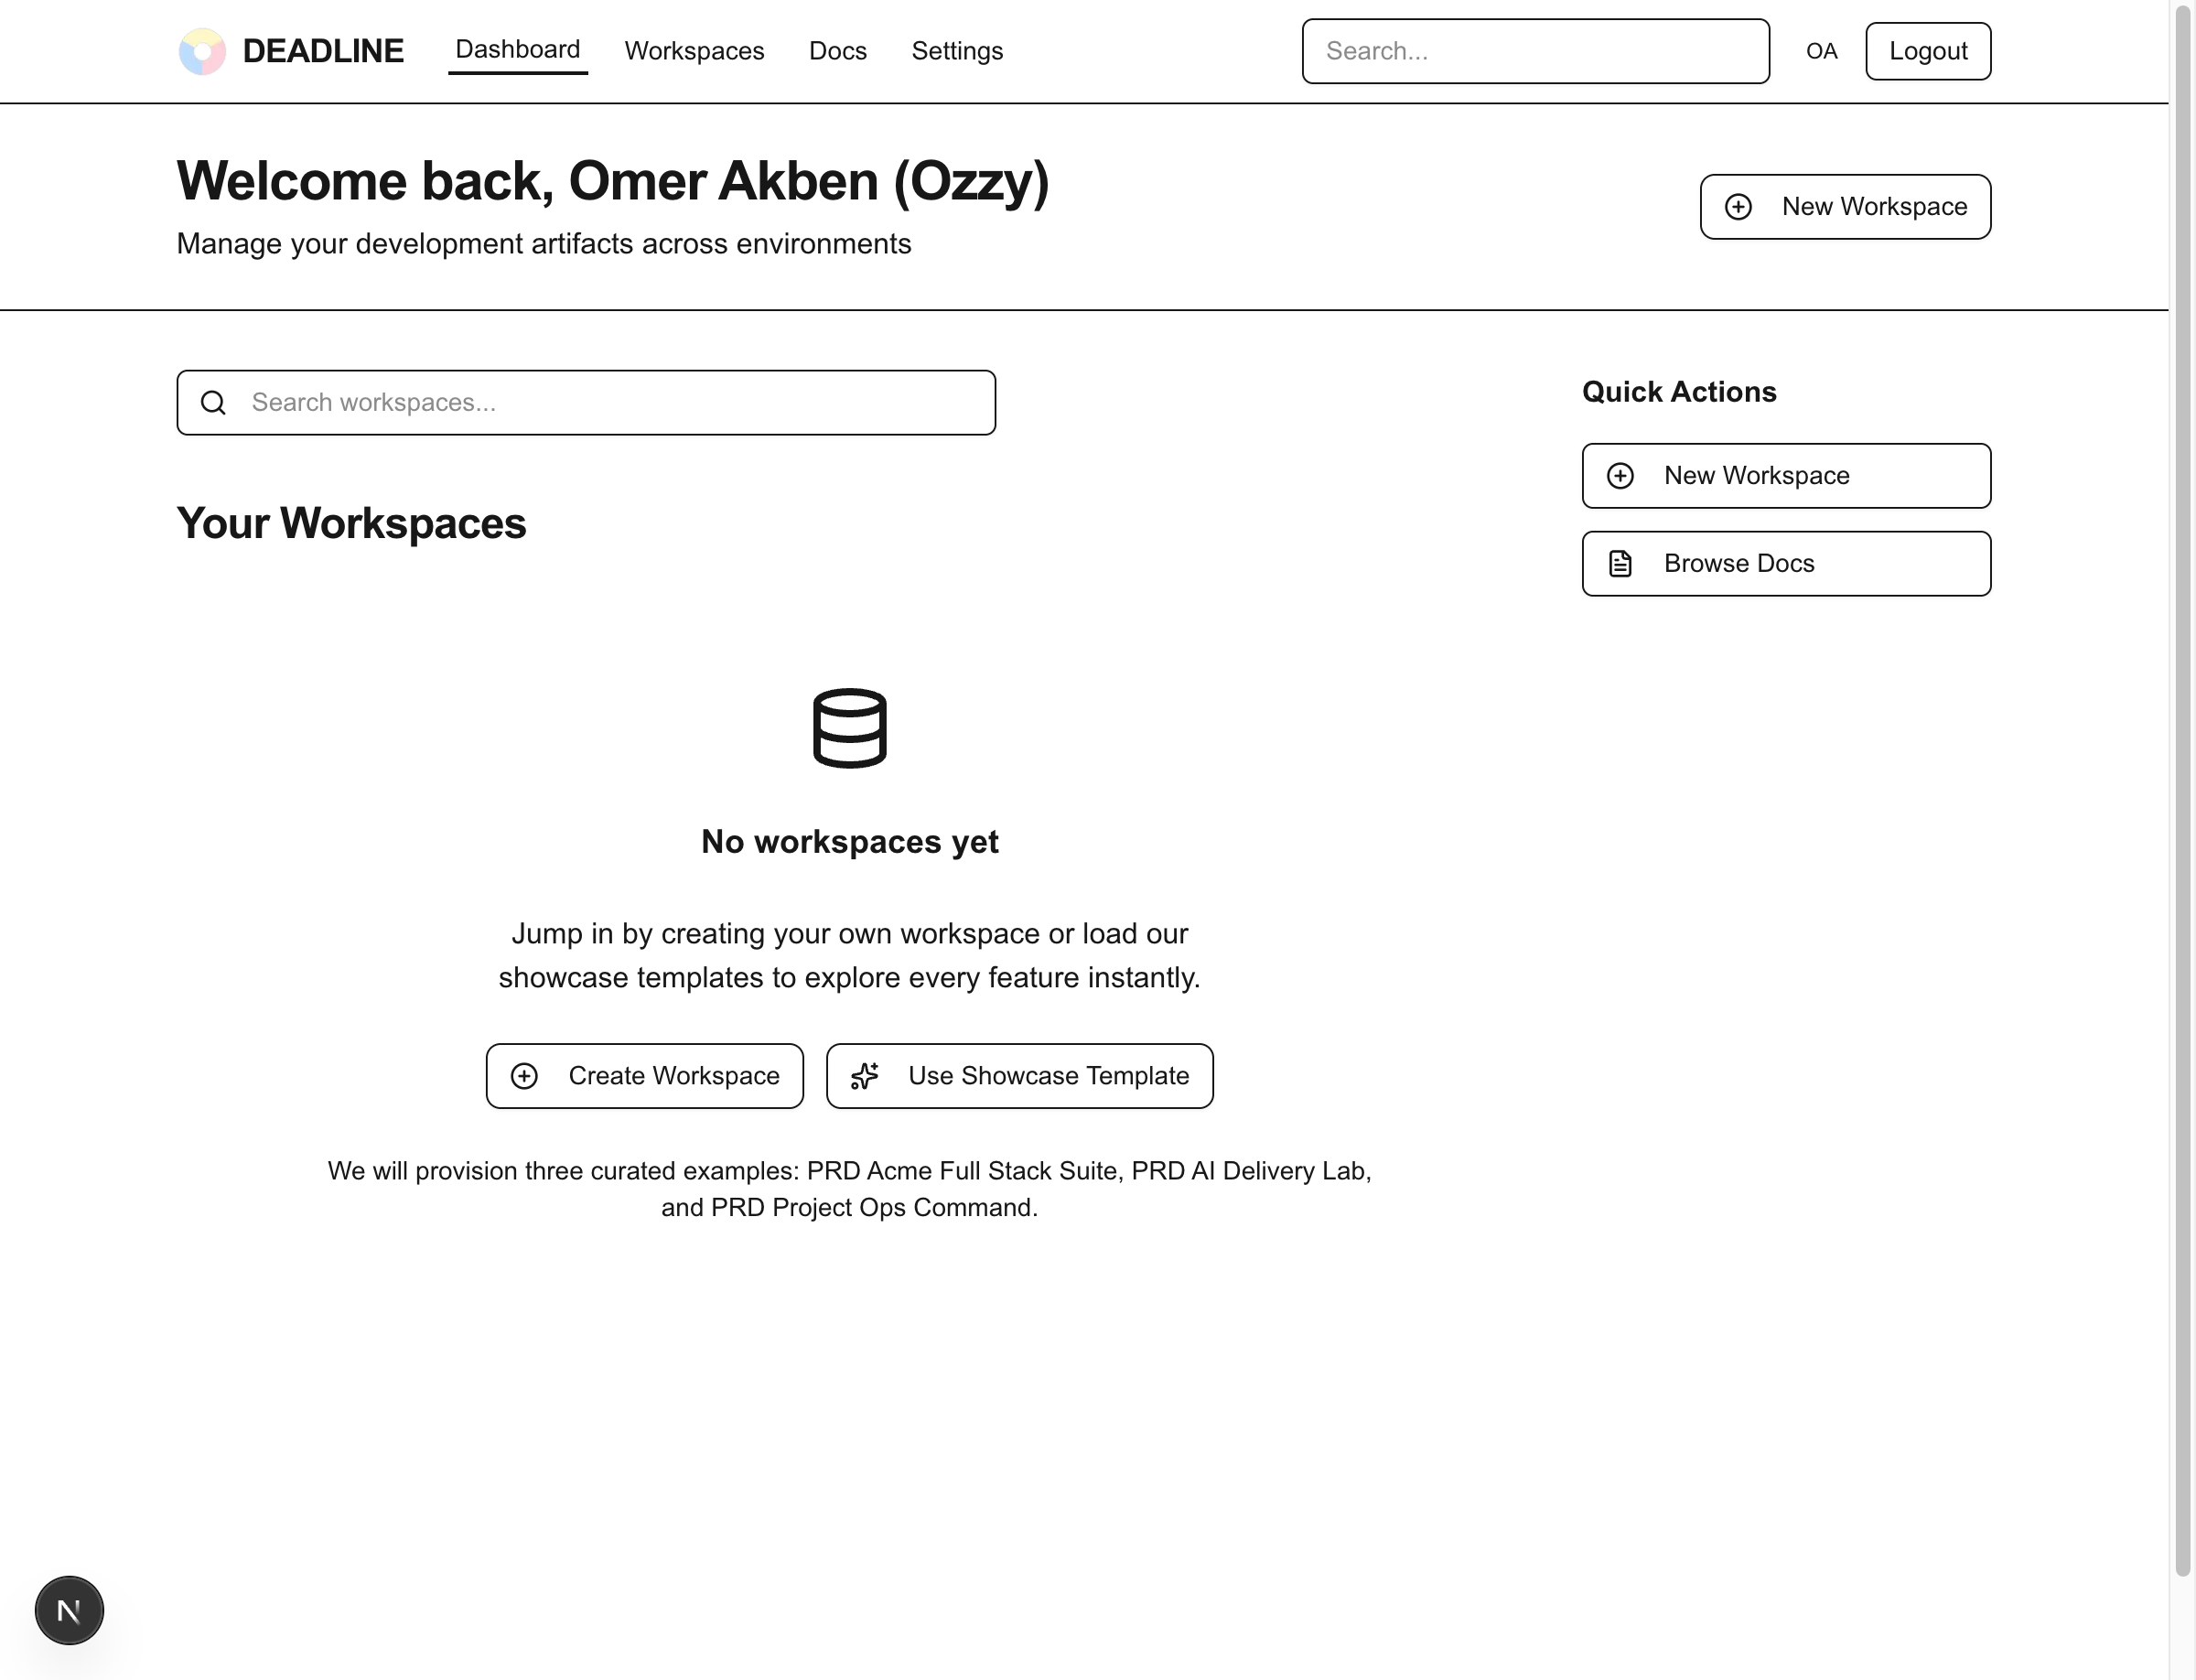 DEADLINE
Dashboard
Workspaces
Docs
Settings
Search...
OA
Logout
Welcome back, Omer Akben (Ozzy)
Manage your development artifacts across environments
New Workspace
Search workspaces...
Quick Actions
New Workspace
Browse Docs
Your Workspaces
No workspaces yet
Jump in by creating your own workspace or load our
showcase templates to explore every feature instantly.
Create Workspace
Use Showcase Template
We will provision three curated examples: PRD Acme Full Stack Suite, PRD AI Delivery Lab,
and PRD Project Ops Command.
N